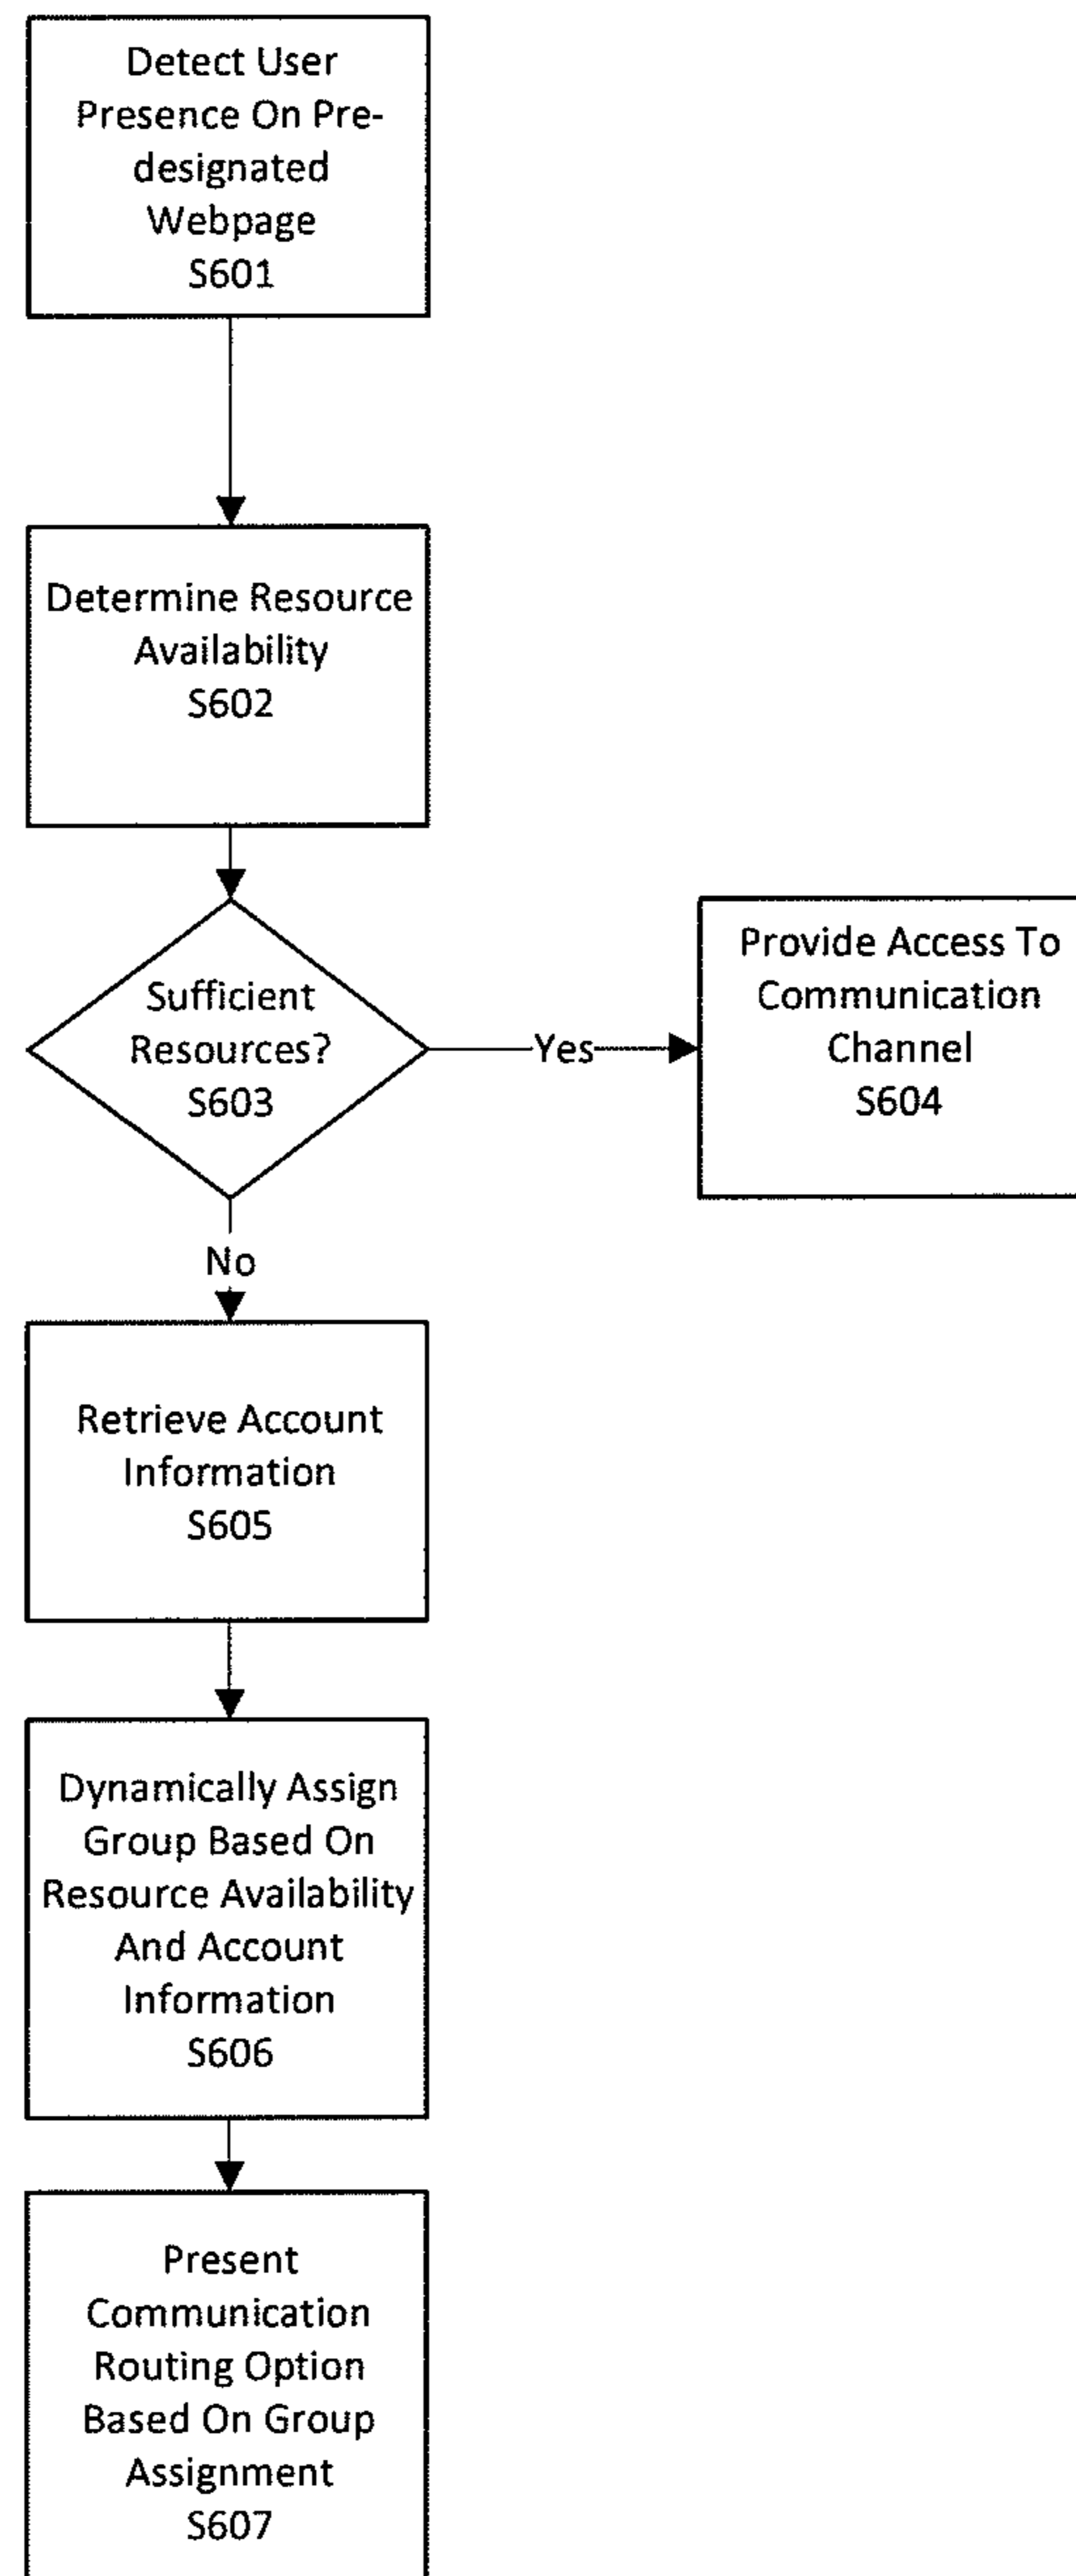 Detect User
Presence On Pre-
designated
Webpage
S601
Determine Resource
Availability
S602
Sufficient
Resources?
S603
Yes
Provide Access To
Communication
Channel
S604
No
Retrieve Account
Information
S605
Dynamically Assign
Group Based On
Resource Availability
And Account
Information
S606
Present
Communication
Routing Option
Based On Group
Assignment
S607